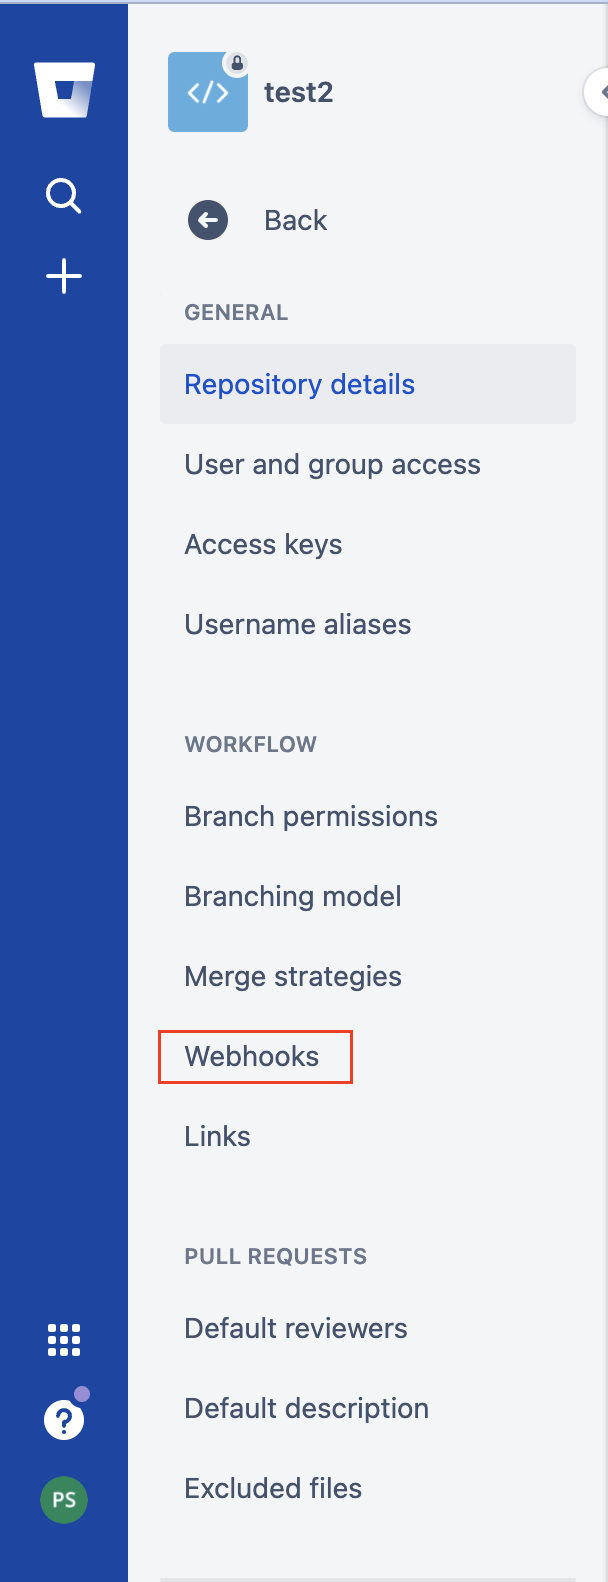 test2
Back
GENERAL
Repository details
User and group access
Access keys
Username aliases
WORKFLOW
Branch permissions
Branching model
Merge strategies
Webhooks
Links
PULL REQUESTS
Default reviewers
Default description
Excluded files
PS